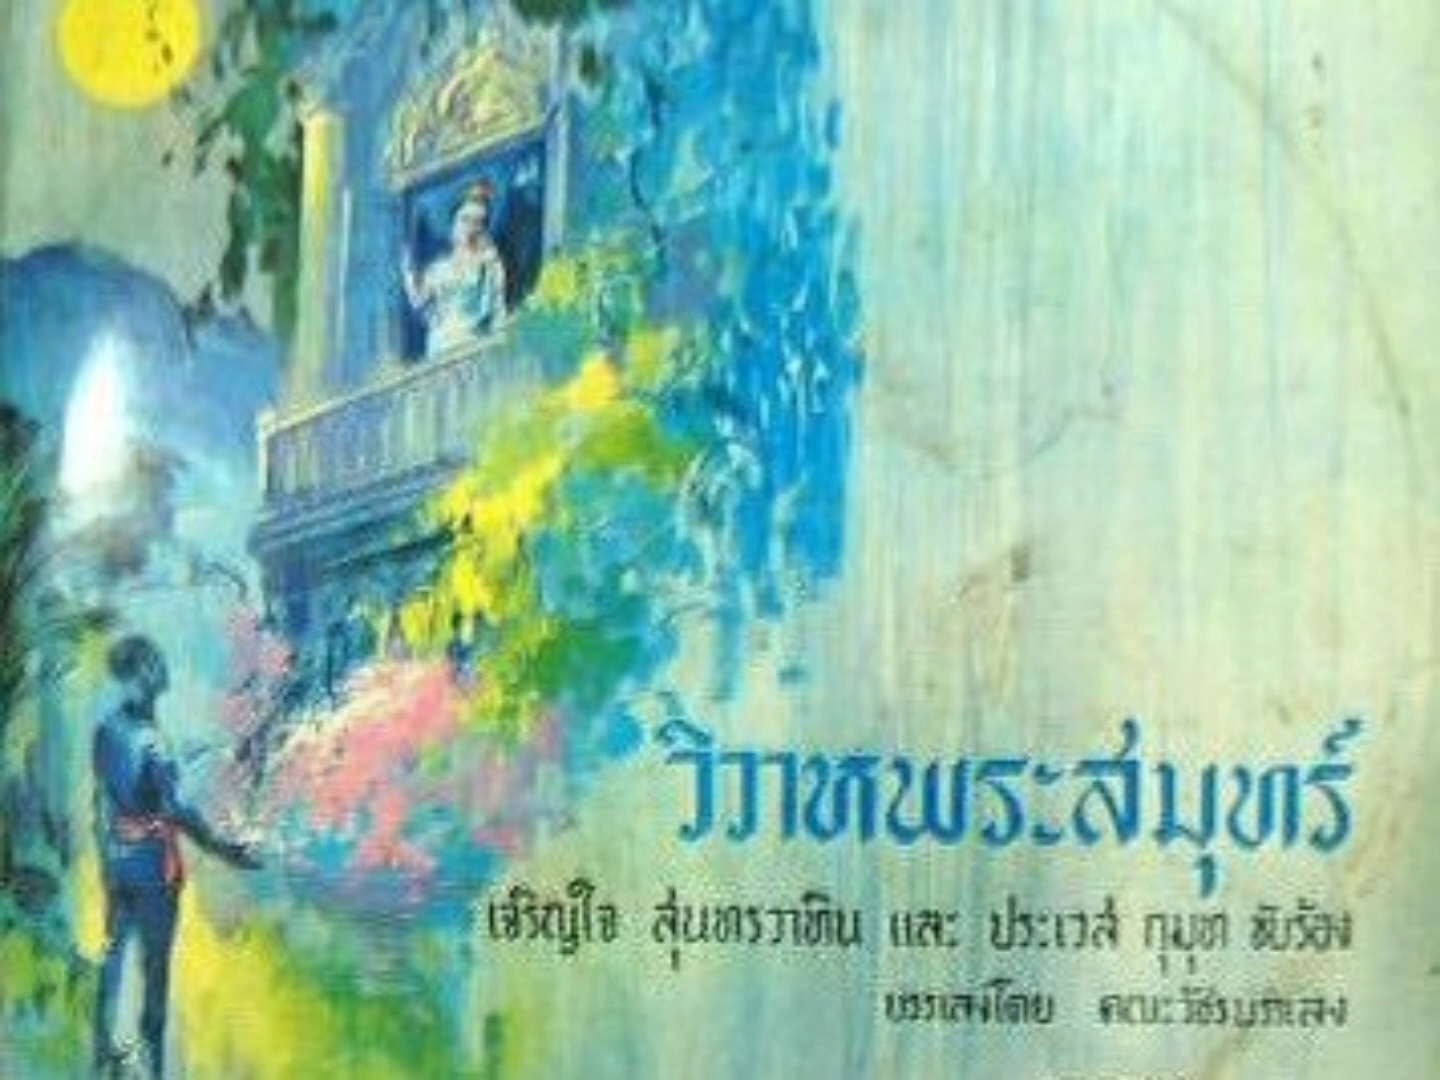 วิวาหพระสมุทร์
เจริญใจ สุ่นทรวาทิน และ ประเวส กุมุท ขับร้อง
บรรเลงโดย คณะวัชรบรรเลง